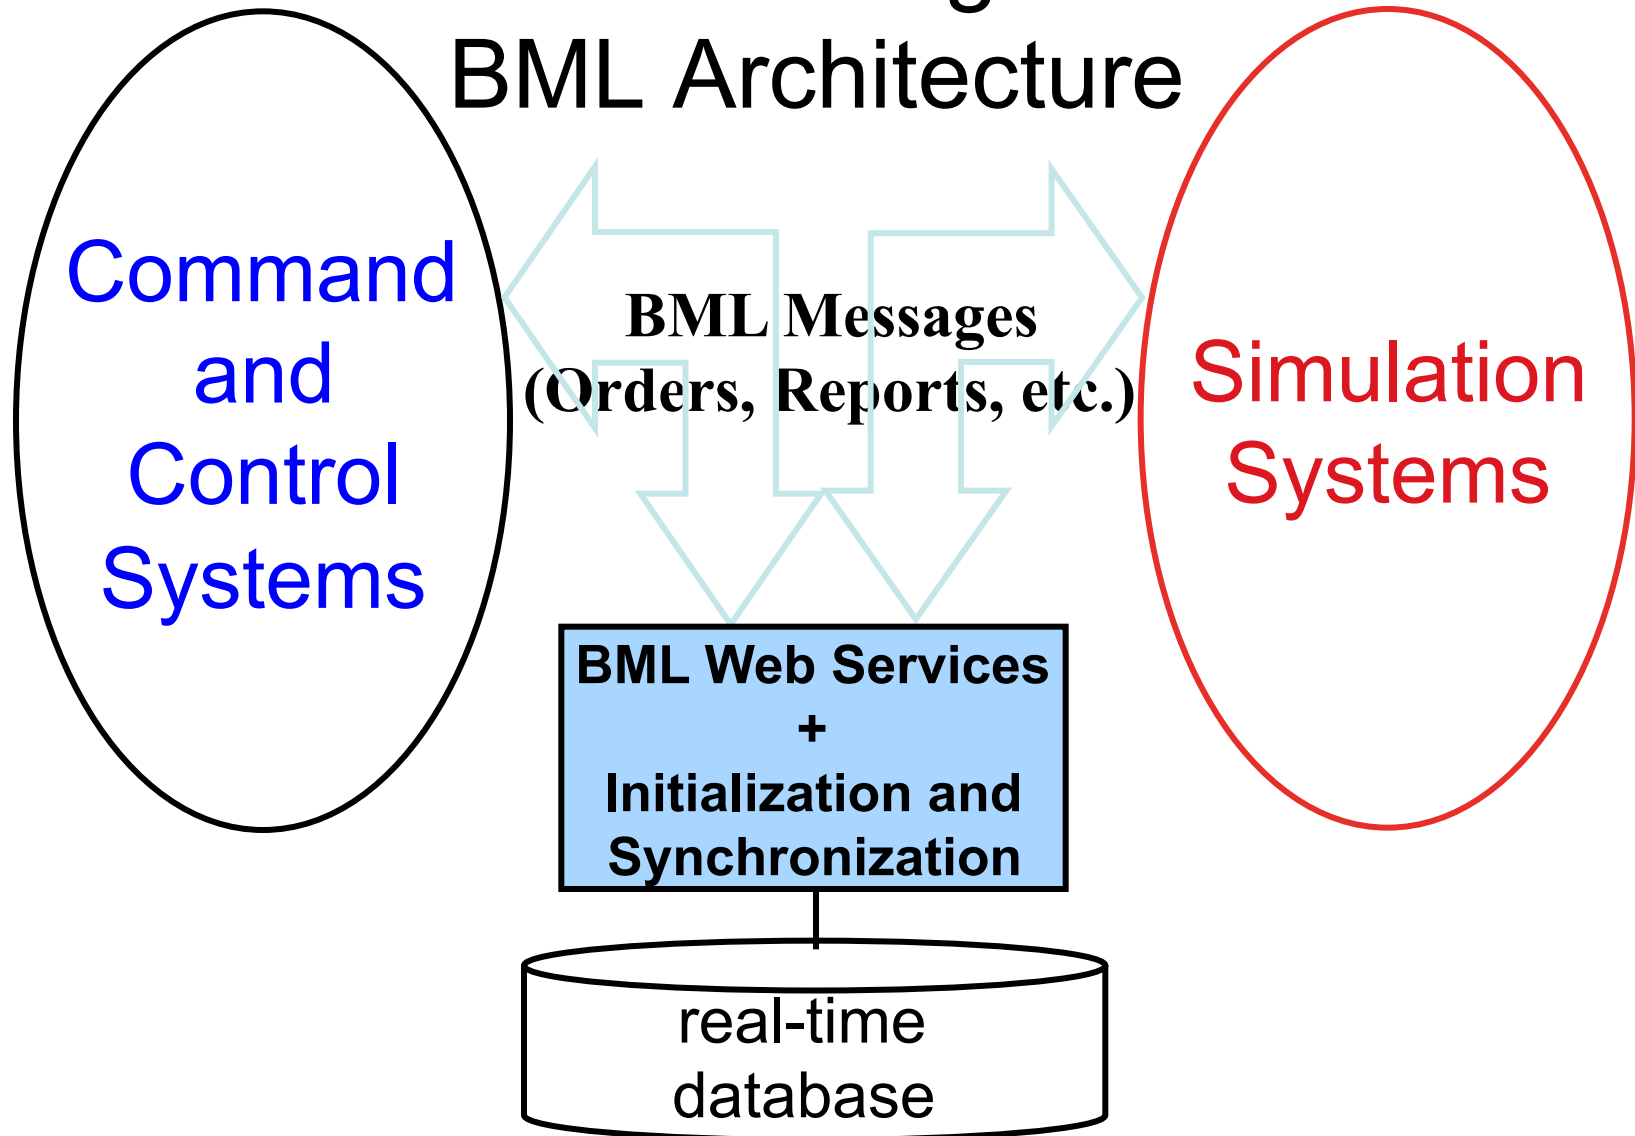 BML Architecture
Command
and
Control
Systems
BML Messages
(Orders, Reports, etc.)
Simulation
Systems
BML Web Services
+
Initialization and
Synchronization
real-time
database